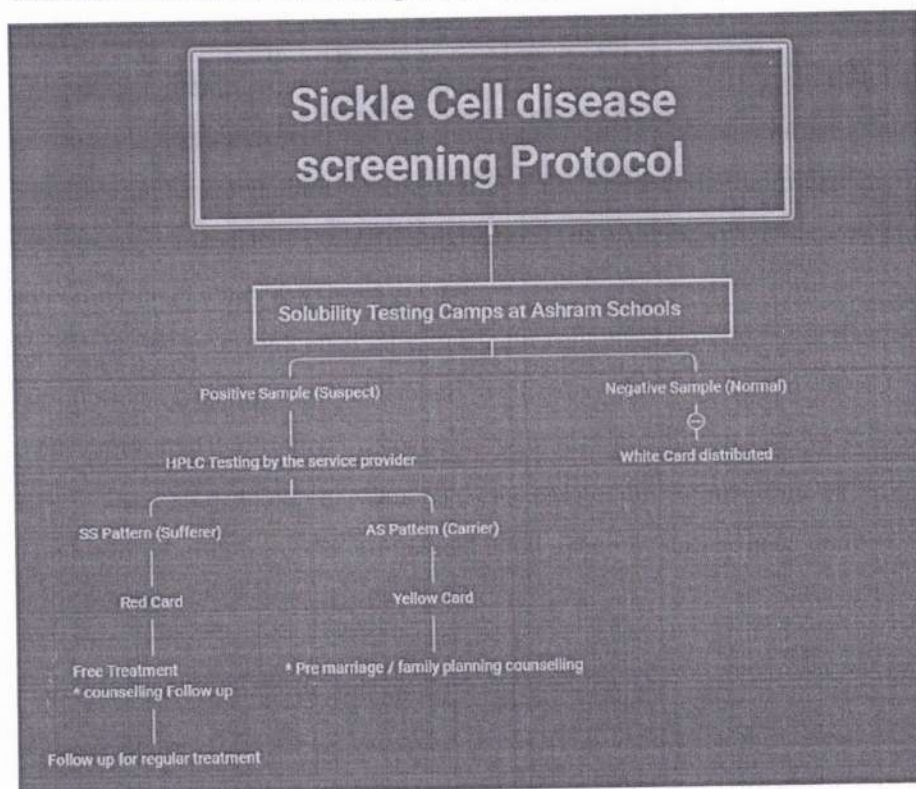 Sickle Cell disease
screening Protocol
Solubility Testing Camps at Ashram Schools
Positive Sample (Suspect)
Negative Sample (Normal)
HPLC Testing by the service provider
White Card distributed
SS Pattern (Sufferer)
AS Pattern (Carrier)
Red Card
Yellow Card
Free Treatment
* counselling Follow up
* Pre marriage / family planning counselling
Follow up for regular treatment